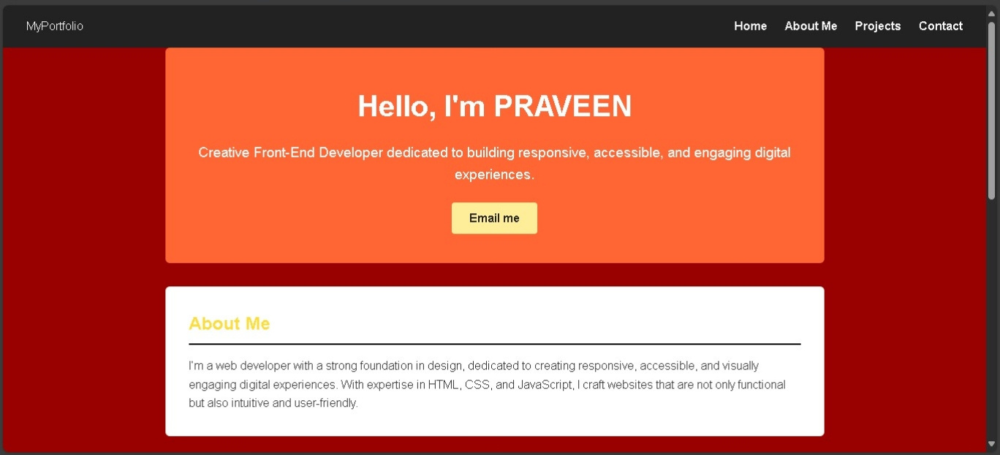 MyPortfolio
Home About Me Projects Contact
Hello, I'm PRAVEEN
Creative Front-End Developer dedicated to building responsive, accessible, and engaging digital
experiences.
Email me
About Me
I'm a web developer with a strong foundation in design, dedicated to creating responsive, accessible, and visually
engaging digital experiences. With expertise in HTML, CSS, and JavaScript, I craft websites that are not only functional
but also intuitive and user-friendly.